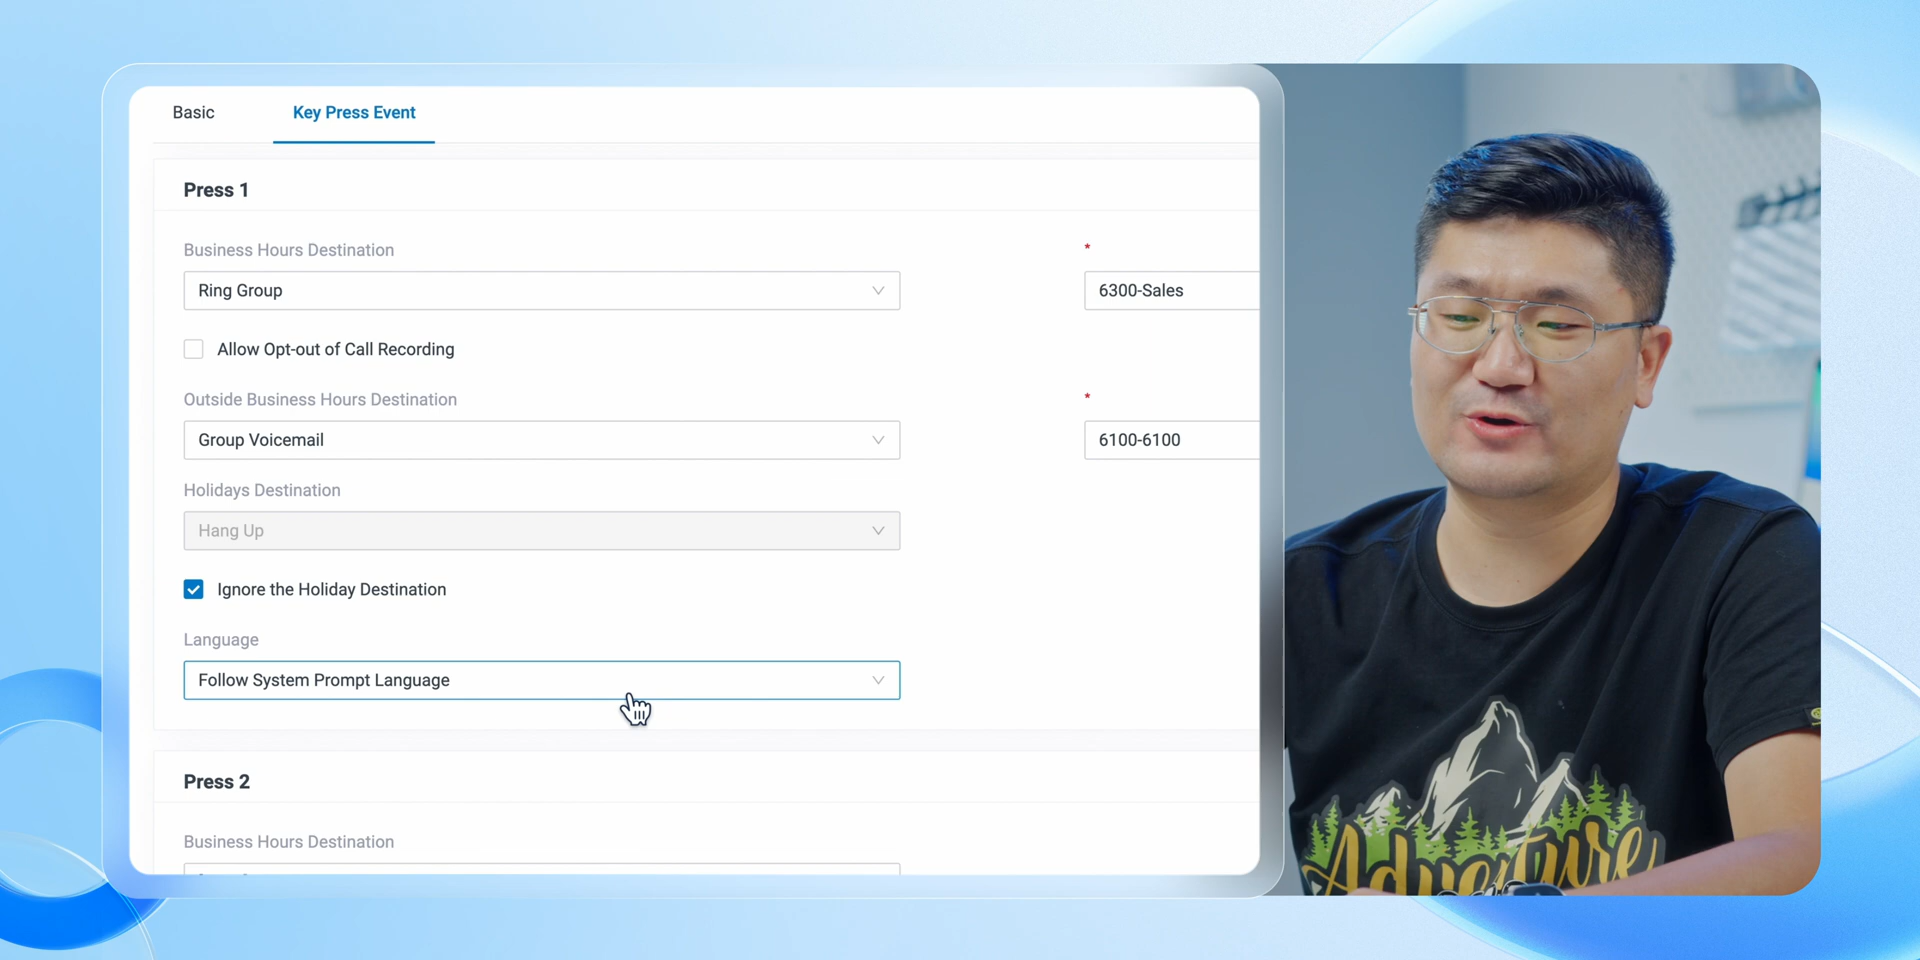 Basic
Key Press Event
Press 1
Business Hours Destination
*
Ring Group
6300-Sales
Allow Opt-out of Call Recording
Outside Business Hours Destination
*
Group Voicemail
6100-6100
Holidays Destination
Hang Up
Ignore the Holiday Destination
Language
Follow System Prompt Language
Press 2
Business Hours Destination
Adventure